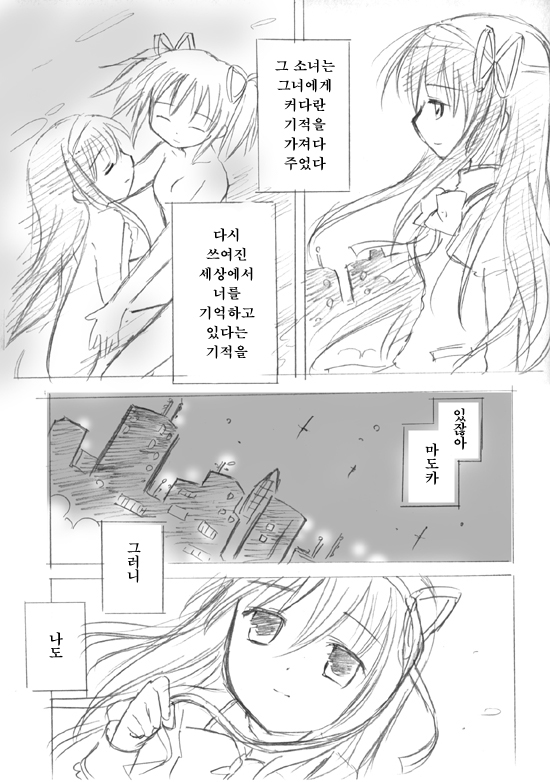 그 소녀는
그녀에게
커다란
기적을
가져다
주었다
다시
쓰여진
세상에서
너를
기억하고
있다는
기적을
있잖아
마도카
그러니
나도